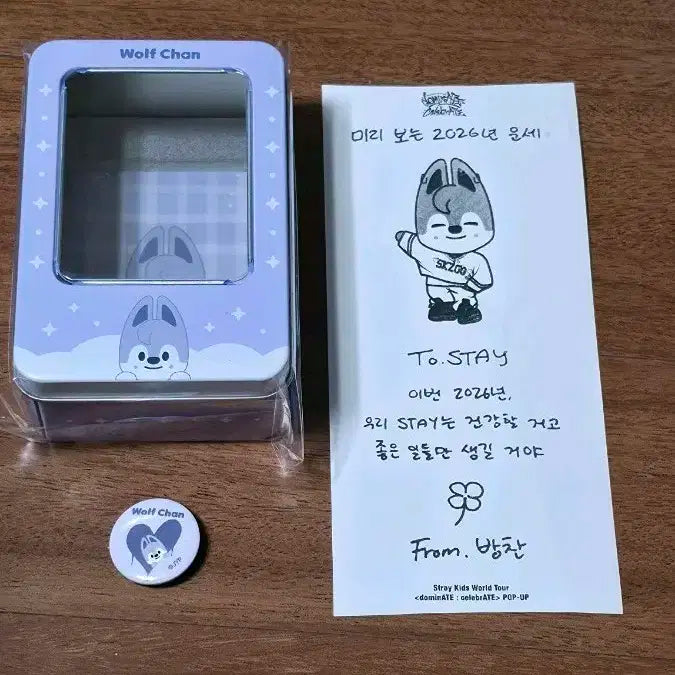 Wolf Chan
dominATE
celebrATE
미리 보는 2026년 운세
SKZOO
To. STAY
이번 2026년,
우리 STAY는 건강할 거고
좋은 일들만 생길 거야
From. 방찬
Stray Kids World Tour
<dominATE : celebrATE> POP-UP
Wolf Chan
©JYP